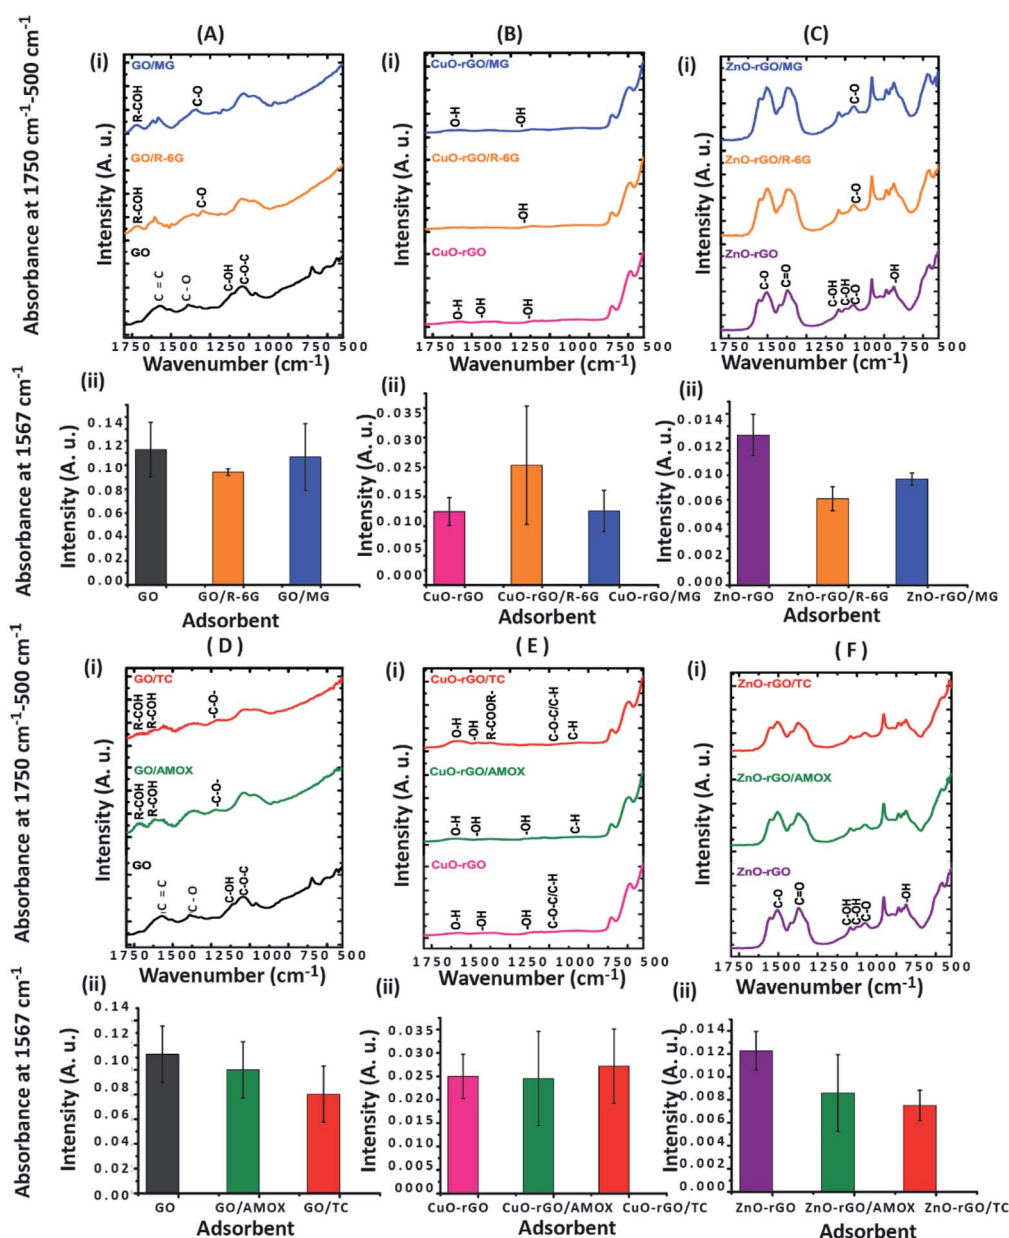 Absorbance at 1750 cm-1-500 cm-1
(A)
(i)
GO/MG
R-COH
C-O
GO/R-6G
R-COH
C-O
GO
C = C
C - O
C-OH
C-O-C
Intensity (A. u.)
1750 1500 1250 1000 750 500
Wavenumber (cm-1)
(B)
(i)
CuO-rGO/MG
O-H
-OH
CuO-rGO/R-6G
-OH
CuO-rGO
O-H
-OH
-OH
Intensity (A. u.)
1750 1500 1250 1000 750 500
Wavenumber (cm-1)
(C)
(i)
ZnO-rGO/MG
C-O
ZnO-rGO/R-6G
C-O
ZnO-rGO
C-O
C=O
C-OH
C-OH
C-O
-OH
Intensity (A. u.)
1750 1500 1250 1000 750 500
Wavenumber (cm-1)
Absorbance at 1567 cm-1
(ii)
Intensity (A. u.)
0.14
0.12
0.10
0.08
0.06
0.04
0.02
0.00
GO GO/R-6G GO/MG
Adsorbent
(ii)
Intensity (A. u.)
0.035
0.030
0.025
0.015
0.010
0.005
0.000
CuO-rGO CuO-rGO/R-6G CuO-rGO/MG
Adsorbent
(ii)
Intensity (A. u.)
0.014
0.012
0.010
0.006
0.004
0.002
0.000
ZnO-rGO ZnO-rGO/R-6G ZnO-rGO/MG
Adsorbent
Absorbance at 1750 cm-1-500 cm-1
( D )
(i)
GO/TC
R-COH
R-COH
-C-O-
GO/AMOX
R-COH
R-COH
-C-O-
GO
C = C
C - O
C-OH
C-O-C
Intensity (A. u.)
1750 1500 1250 1000 750 500
Wavenumber (cm-1)
( E )
(i)
CuO-rGO/TC
O-H
-OH
R-COOR-
C-O-C/C-H
C-H
CuO-rGO/AMOX
O-H
-OH
-OH
C-H
CuO-rGO
O-H
-OH
-OH
C-O-C/C-H
Intensity (A. u.)
1750 1500 1250 1000 750 500
Wavenumber (cm-1)
( F )
(i)
ZnO-rGO/TC
ZnO-rGO/AMOX
ZnO-rGO
C-O
C=O
C-OH
C-OH
C-O
-OH
Intensity (A. u.)
1750 1500 1250 1000 750 500
Wavenumber (cm-1)
Absorbance at 1567 cm-1
(ii)
Intensity (A. u.)
0.14
0.12
0.10
0.08
0.06
0.04
0.02
0.00
GO GO/AMOX GO/TC
Adsorbent
(ii)
Intensity (A. u.)
0.035
0.030
0.025
0.020
0.015
0.010
0.005
0000
CuO-rGO CuO-rGO/AMOX CuO-rGO/TC
Adsorbent
(ii)
Intensity (A. u.)
0.014
0.012
0.010
0.008
0.006
0.004
0.002
0.000
ZnO-rGO ZnO-rGO/AMOX ZnO-rGO/TC
Adsorbent